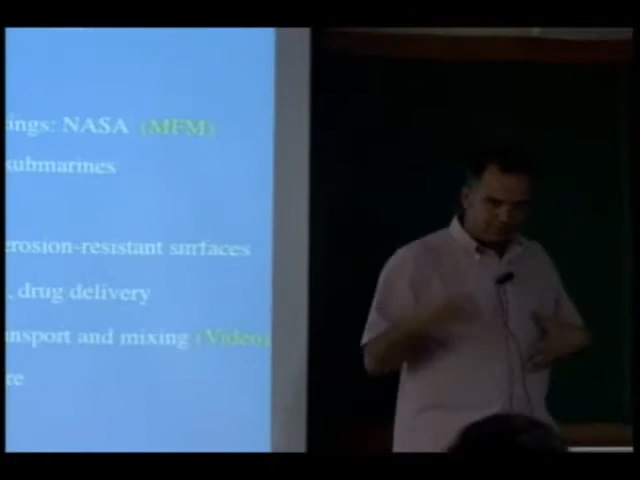 ings: NASA (MFM)
submarines
erosion-resistant surfaces
, drug delivery
nsport and mixing (Video)
re